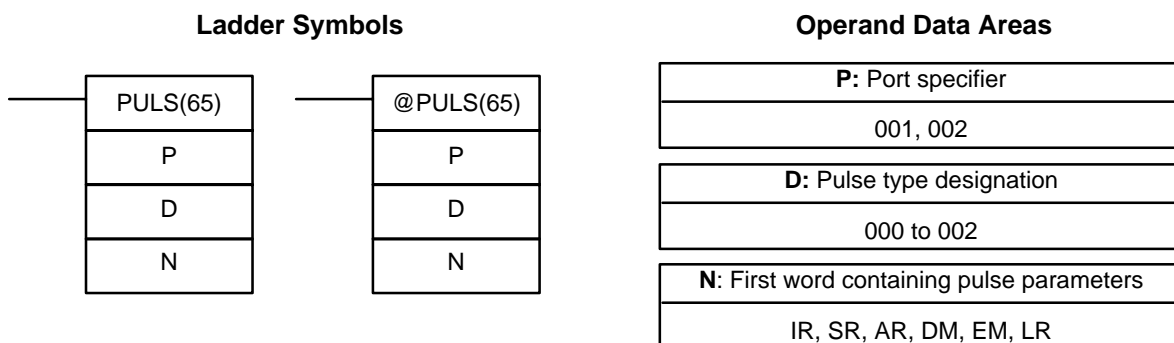 Ladder Symbols
PULS(65)
P
D
N
@PULS(65)
P
D
N
Operand Data Areas
P: Port specifier
001, 002
D: Pulse type designation
000 to 002
N: First word containing pulse parameters
IR, SR, AR, DM, EM, LR